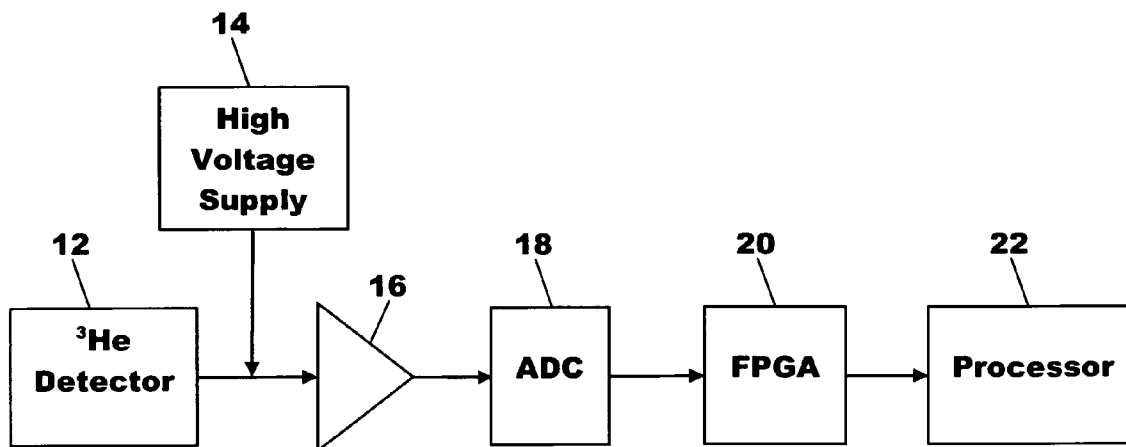 14
High
Voltage
Supply
12
16
18
20
22
³He
Detector
ADC
FPGA
Processor